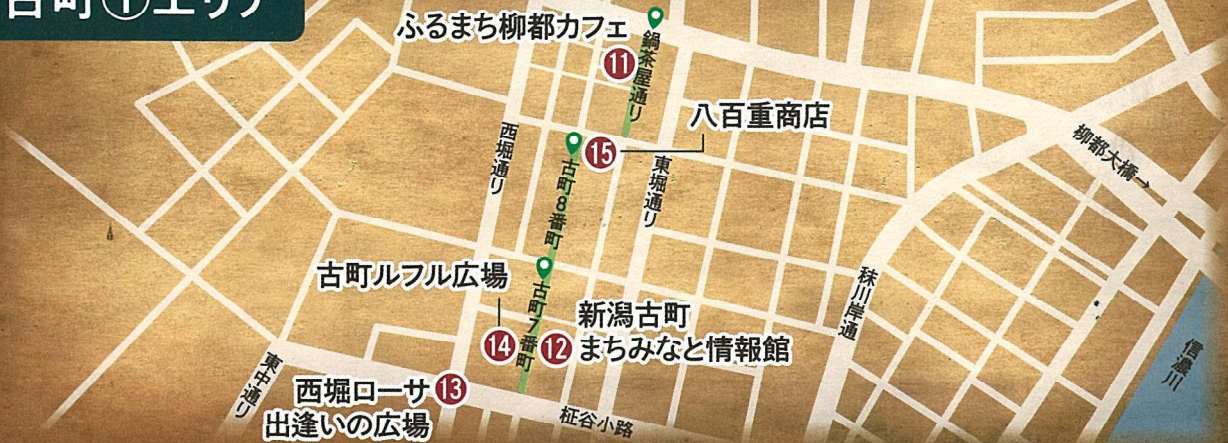 古町①エリア
ふるまち柳都カフェ
⑪
鍋茶屋通り
八百重商店
⑮
西堀通り
東堀通り
古町8番町
柳都大橋→
古町ルフル広場
⑭
古町7番町
⑫
新潟古町
まちみなと情報館
秣川岸通
信濃川
東中通り
西堀ローサ
出逢いの広場
⑬
柾谷小路